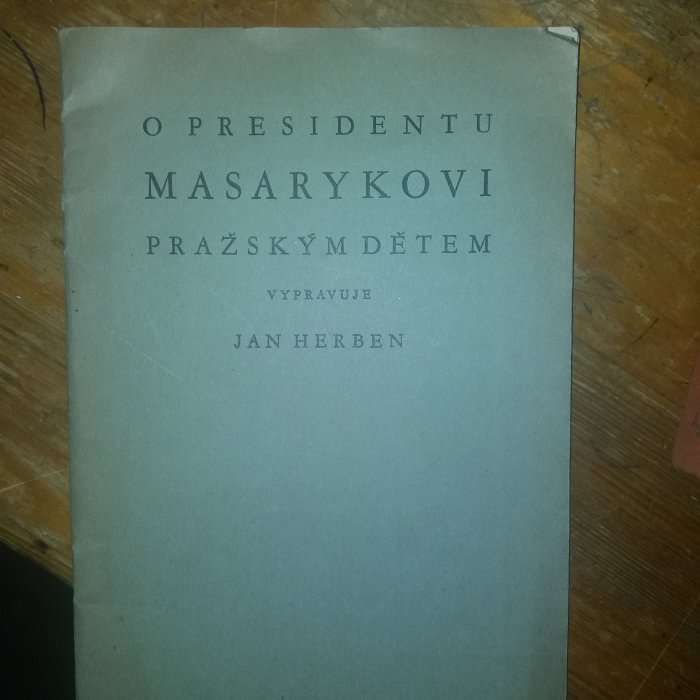 O PRESIDENTU
MASARYKOVI
PRAŽSKÝM DĚTEM
VYPRAVUJE
JAN HERBEN